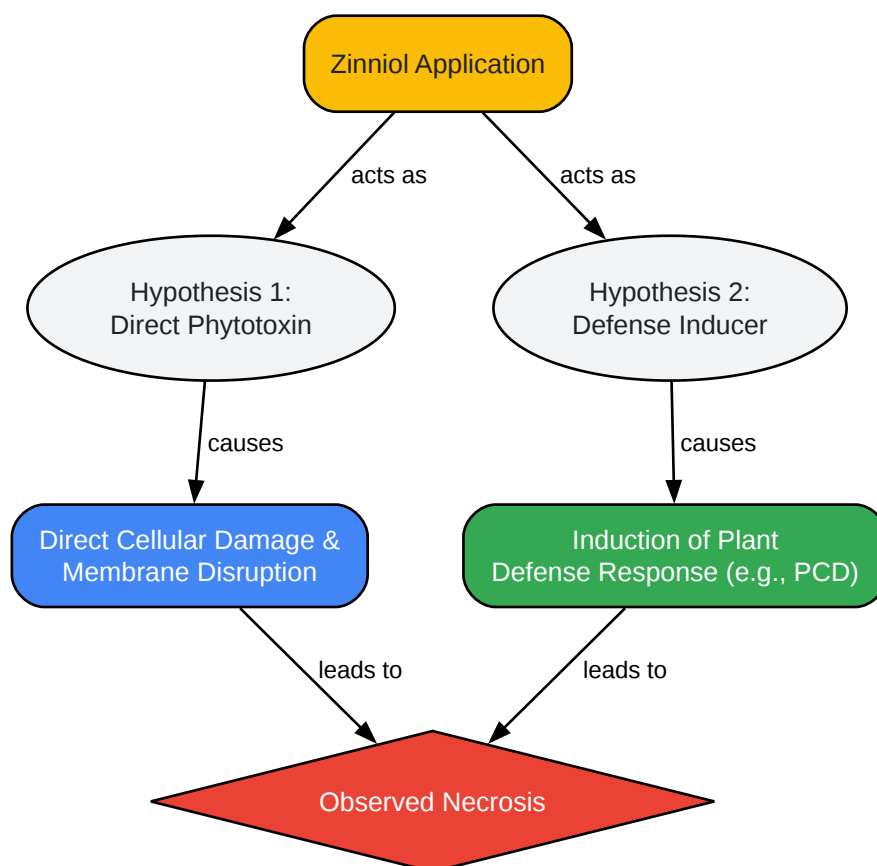 Zinniol Application
acts as
acts as
Hypothesis 1:
Direct Phytotoxin
Hypothesis 2:
Defense Inducer
causes
causes
Direct Cellular Damage &
Membrane Disruption
Induction of Plant
Defense Response (e.g., PCD)
leads to
leads to
Observed Necrosis